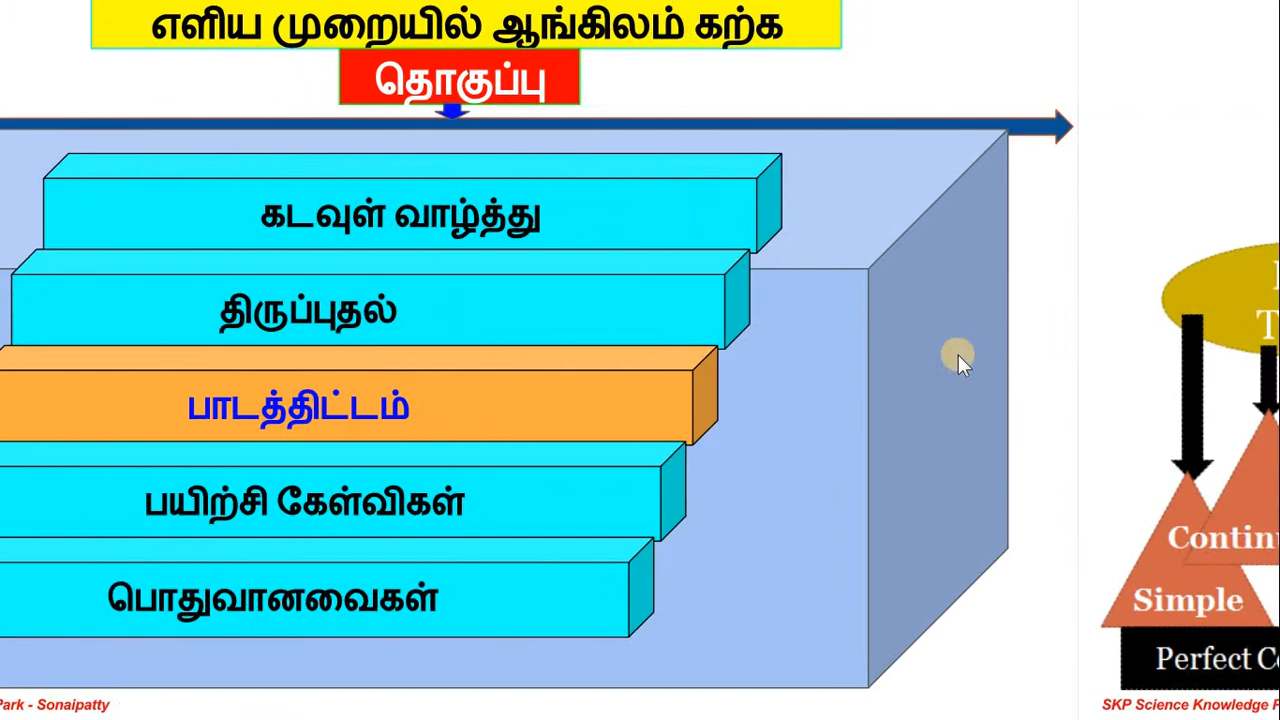 எளிய முறையில் ஆங்கிலம் கற்க
தொகுப்பு
கடவுள் வாழ்த்து
திருப்புதல்
பாடத்திட்டம்
பயிற்சி கேள்விகள்
பொதுவானவைகள்
Park - Sonaipatty
T
Contin
Simple
Perfect Co
SKP Science Knowledge P